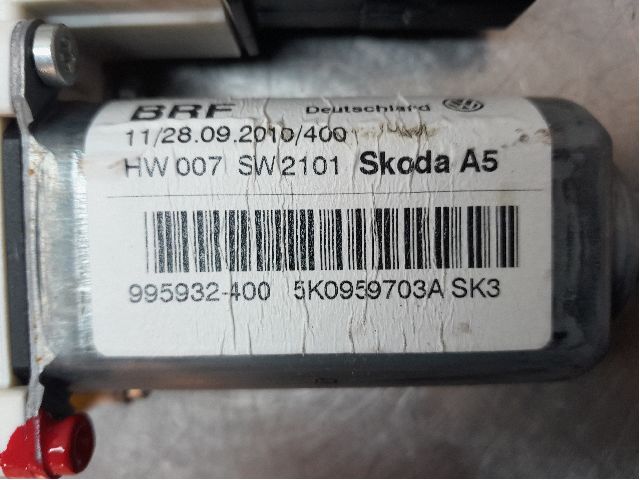 BRF Deutschland
11/28.09.2010/400
HW 007 SW 2101 Skoda A5
995932-400 5K0959703A SK3